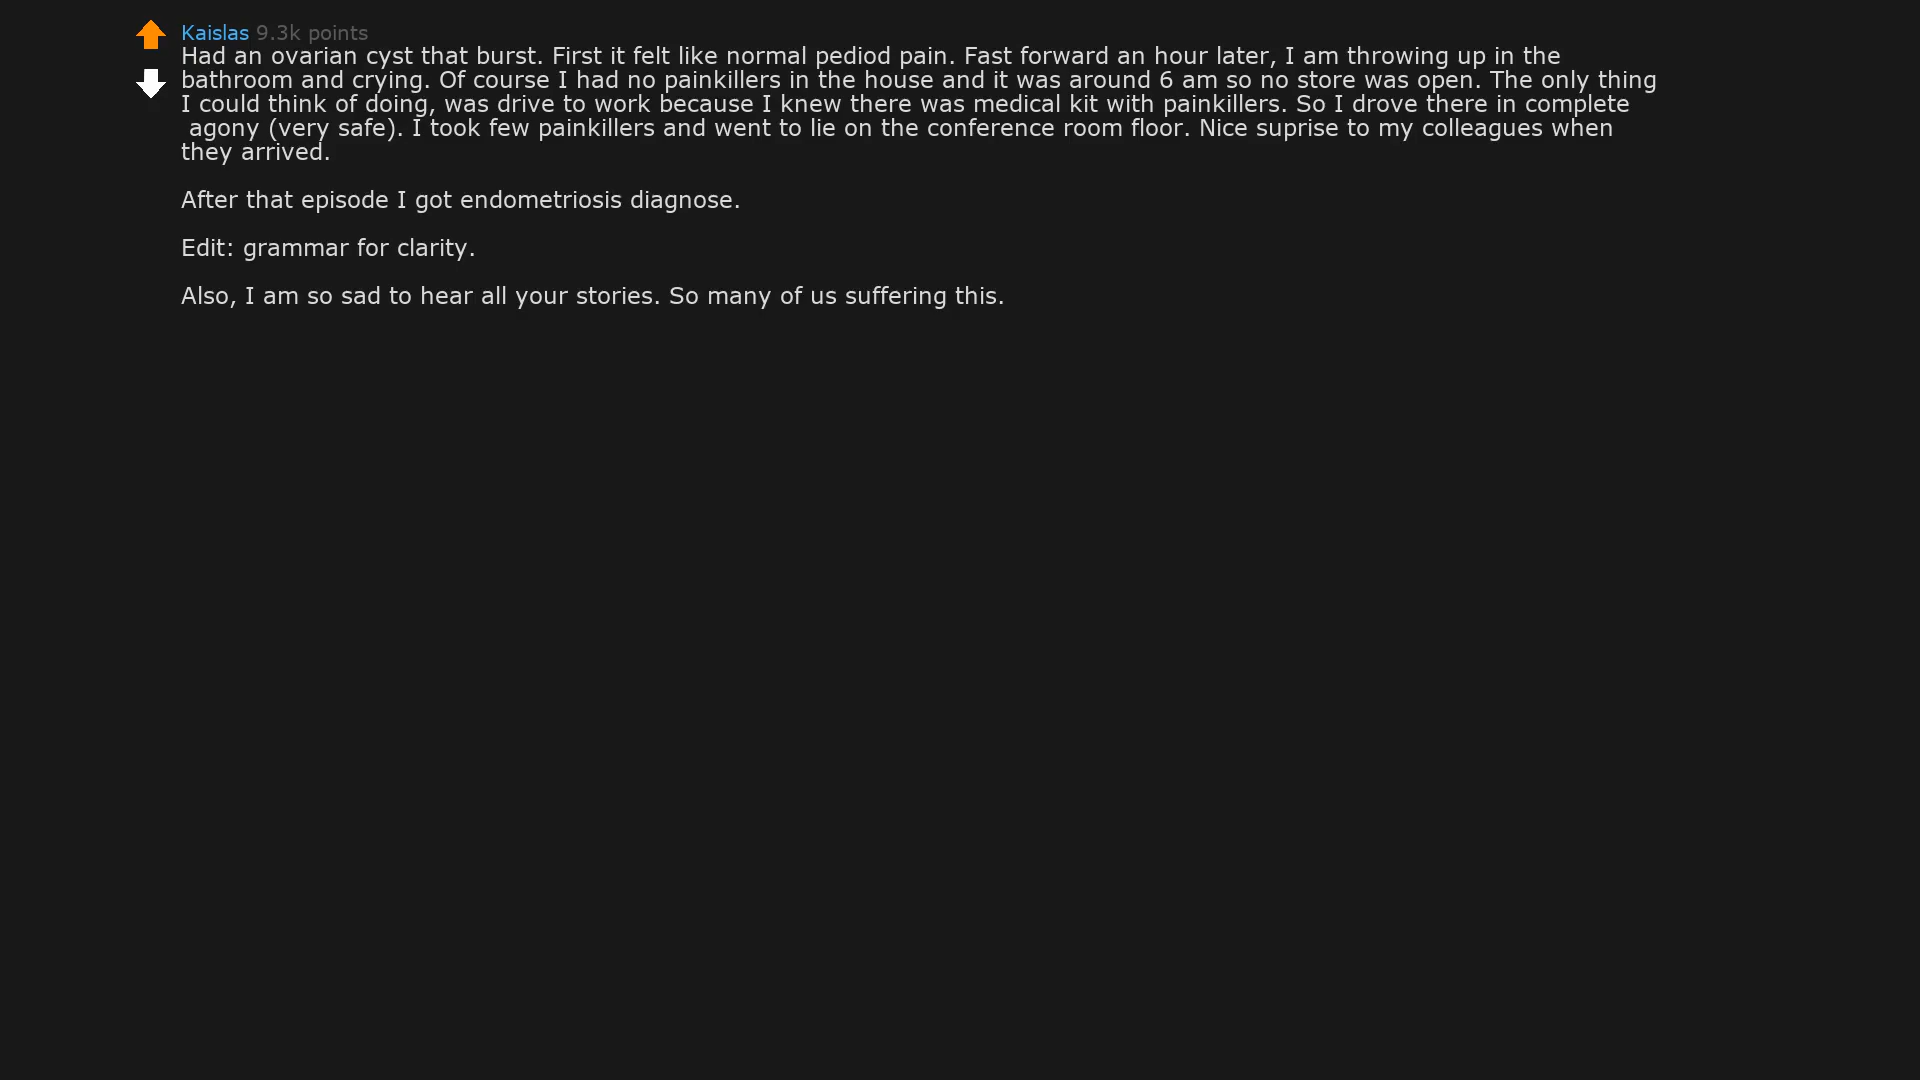 Kaislas 9.3k points
Had an ovarian cyst that burst. First it felt like normal pediod pain. Fast forward an hour later, I am throwing up in the
bathroom and crying. Of course I had no painkillers in the house and it was around 6 am so no store was open. The only thing
I could think of doing, was drive to work because I knew there was medical kit with painkillers. So I drove there in complete
agony (very safe). I took few painkillers and went to lie on the conference room floor. Nice suprise to my colleagues when
they arrived.
After that episode I got endometriosis diagnose.
Edit: grammar for clarity.
Also, I am so sad to hear all your stories. So many of us suffering this.